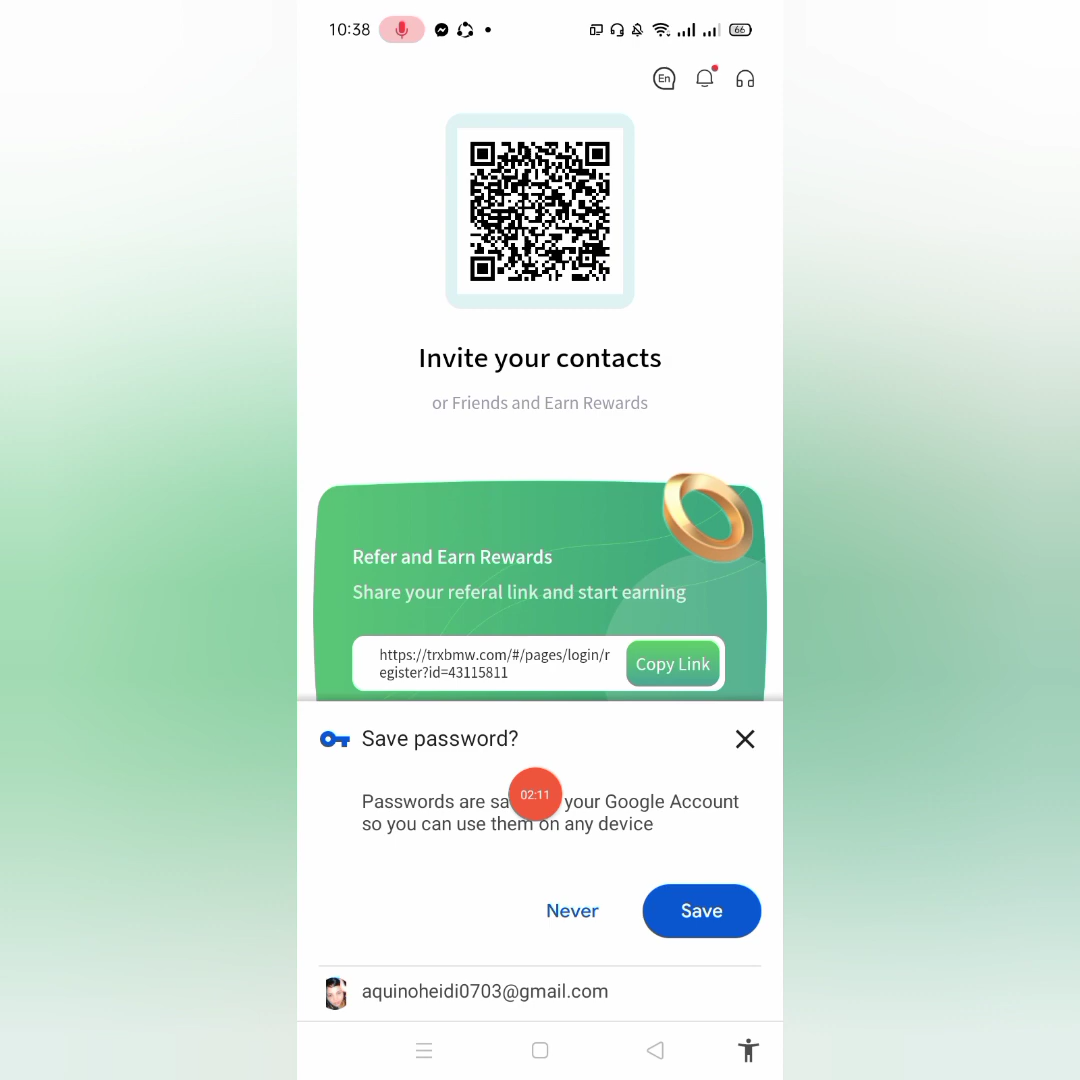 10:38
66
En
Invite your contacts
or Friends and Earn Rewards
Refer and Earn Rewards
Share your referal link and start earning
https://trxbmw.com/#/pages/login/r
egister?id=43115811
Copy Link
Save password?
02:11
Passwords are sa your Google Account
so you can use them on any device
Never
Save
aquinoheidi0703@gmail.com